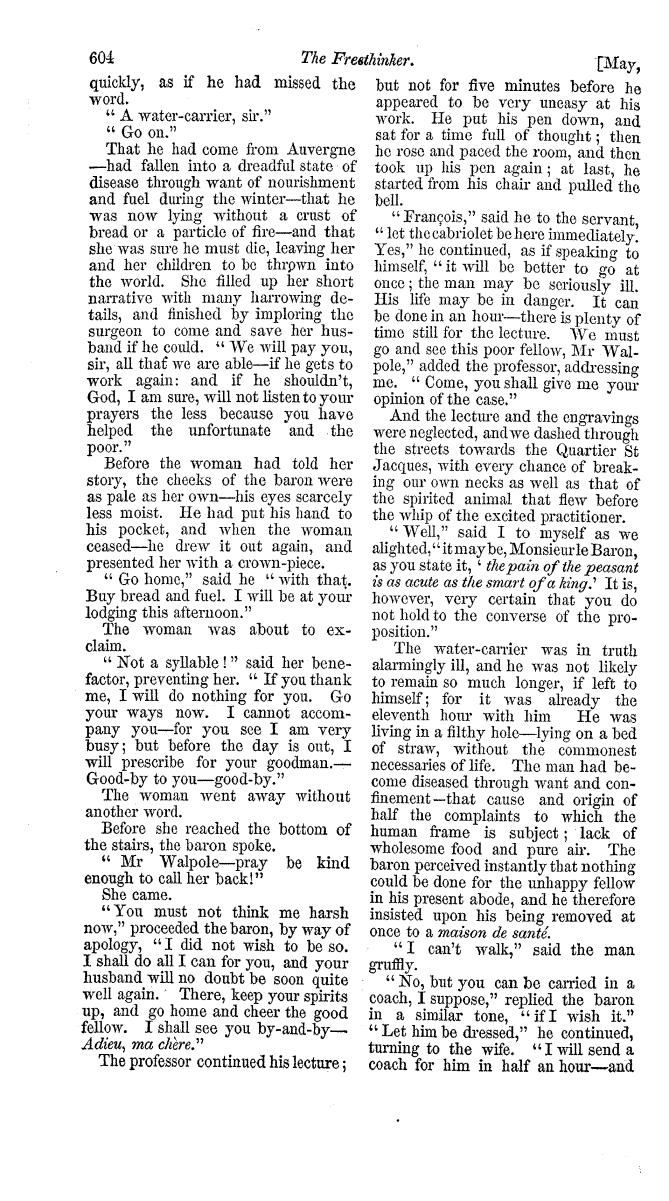 604
The Freethinker.
[May,
quickly, as if he had missed the
word.
“ A water-carrier, sir.”
“ Go on.”
That he had come from Auvergne
—had fallen into a dreadful state of
disease through want of nourishment
and fuel during the winter—that he
was now lying without a crust of
bread or a particle of fire—and that
she was sure he must die, leaving her
and her children to be thrown into
the world. She filled up her short
narrative with many harrowing de-
tails, and finished by imploring the
surgeon to come and save her hus-
band if he could. “ We will pay you,
sir, all that we are able—if he gets to
work again: and if he shouldn’t,
God, I am sure, will not listen to your
prayers the less because you have
helped the unfortunate and the
poor.”
Before the woman had told her
story, the cheeks of the baron were
as pale as her own—his eyes scarcely
less moist. He had put his hand to
his pocket, and when the woman
ceased—he drew it out again, and
presented her with a crown-piece.
“ Go home,” said he “ with that.
Buy bread and fuel. I will be at your
lodging this afternoon.”
The woman was about to ex-
claim.
“ Not a syllable ! ” said her bene-
factor, preventing her. “ If you thank
me, I will do nothing for you. Go
your ways now. I cannot accom-
pany you—for you see I am very
busy; but before the day is out, I
will prescribe for your goodman.—
Good-by to you—good-by.”
The woman went away without
another word.
Before she reached the bottom of
the stairs, the baron spoke.
“ Mr Walpole—pray be kind
enough to call her back!”
She came.
“You must not think me harsh
now,” proceeded the baron, by way of
apology, “I did not wish to be so.
I shall do all I can for you, and your
husband will no doubt be soon quite
well again. There, keep your spirits
up, and go home and cheer the good
fellow. I shall see you by-and-by—
Adieu, ma chère.”
The professor continued his lecture ;
but not for five minutes before he
appeared to be very uneasy at his
work. He put his pen down, and
sat for a time full of thought ; then
he rose and paced the room, and then
took up his pen again ; at last, he
started from his chair and pulled the
bell.
“ François,” said he to the servant,
“ let the cabriolet be here immediately.
Yes,” he continued, as if speaking to
himself, “ it will be better to go at
once ; the man may be seriously ill.
His life may be in danger. It can
be done in an hour—there is plenty of
time still for the lecture. We must
go and see this poor fellow, Mr Wal-
pole,” added the professor, addressing
me. “ Come, you shall give me your
opinion of the case.”
And the lecture and the engravings
were neglected, and we dashed through
the streets towards the Quartier St
Jacques, with every chance of break-
ing our own necks as well as that of
the spirited animal that flew before
the whip of the excited practitioner.
“ Well,” said I to myself as we
alighted, “ it may be, Monsieur le Baron,
as you state it, ‘ the pain of the peasant
is as acute as the smart of a king.’ It is,
however, very certain that you do
not hold to the converse of the pro-
position.”
The water-carrier was in truth
alarmingly ill, and he was not likely
to remain so much longer, if left to
himself ; for it was already the
eleventh hour with him He was
living in a filthy hole—lying on a bed
of straw, without the commonest
necessaries of life. The man had be-
come diseased through want and con-
finement—that cause and origin of
half the complaints to which the
human frame is subject ; lack of
wholesome food and pure air. The
baron perceived instantly that nothing
could be done for the unhappy fellow
in his present abode, and he therefore
insisted upon his being removed at
once to a maison de santé.
“ I can’t walk,” said the man
gruffly.
“ No, but you can be carried in a
coach, I suppose,” replied the baron
in a similar tone, “ if I wish it.”
“ Let him be dressed,” he continued,
turning to the wife. “ I will send a
coach for him in half an hour—and